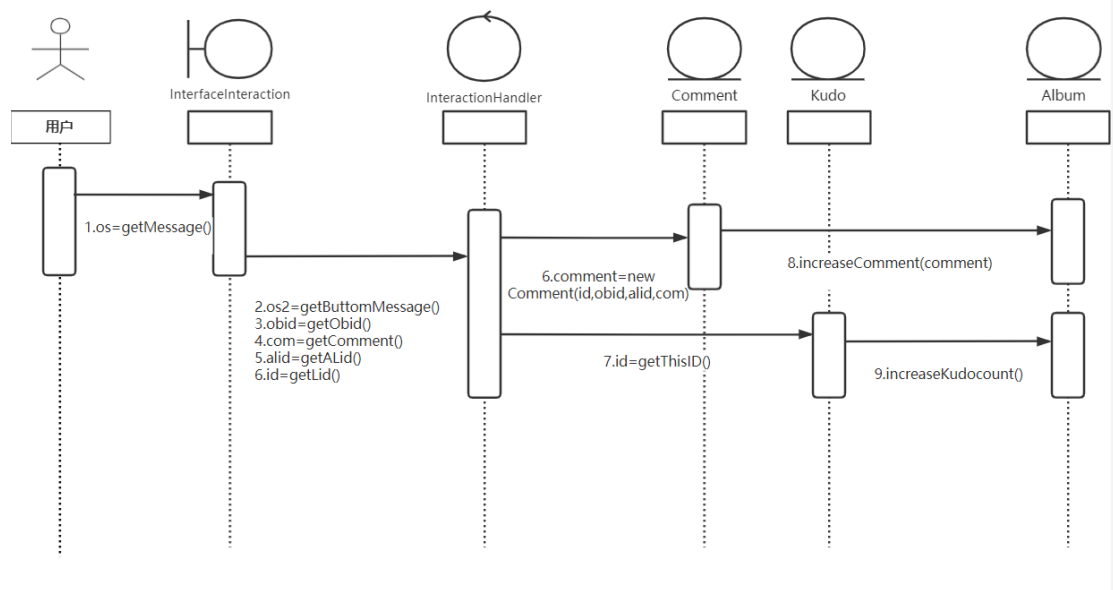 InterfaceInteraction
InteractionHandler
Comment
Kudo
Album
用户
1.os=getMessage()
2.os2=getButtomMessage()
3.obid=getObid()
4.com=getComment()
5.alid=getALid()
6.id=getLid()
6.comment=new
Comment(id,obid,alid,com)
7.id=getThisID()
8.increaseComment(comment)
9.increaseKudocount()